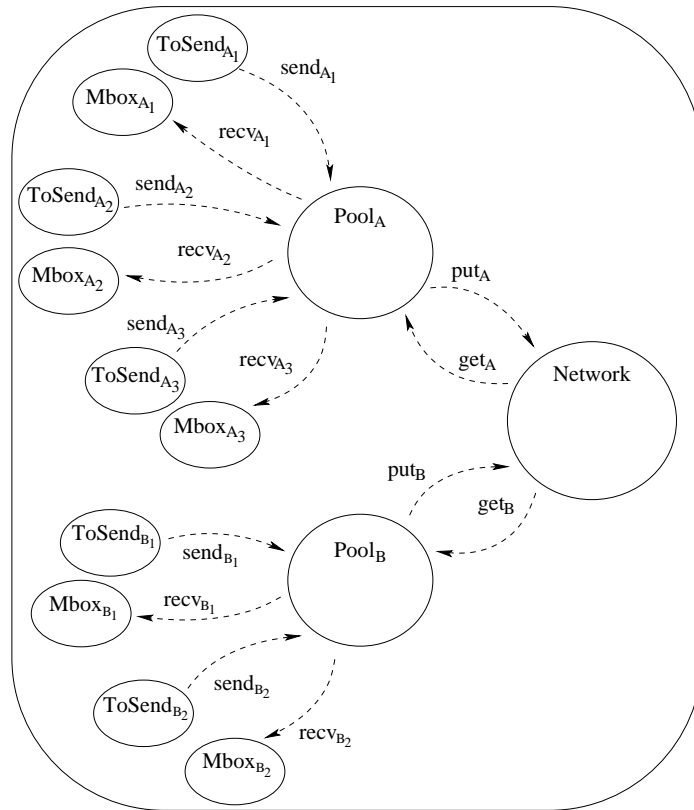 ToSend_A₁
send_A₁
Mbox_A₁
recv_A₁
ToSend_A₂
send_A₂
Pool_A
Mbox_A₂
recv_A₂
put_A
send_A₃
get_A
ToSend_A₃
recv_A₃
Network
Mbox_A₃
put_B
get_B
ToSend_B₁
send_B₁
Pool_B
Mbox_B₁
recv_B₁
ToSend_B₂
send_B₂
Mbox_B₂
recv_B₂